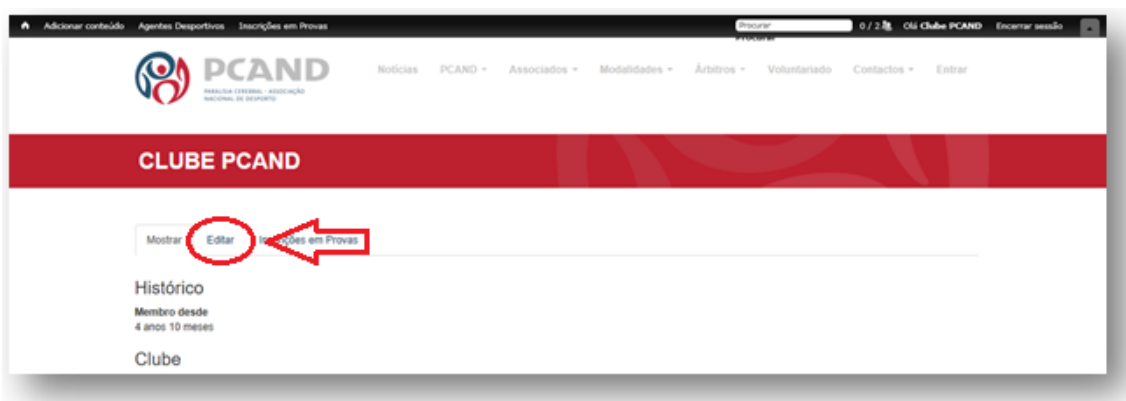 Adicionar conteúdo Agentes Desportivos Inscrições em Provas Procurar 0 / 2 Olá Clube PCAND Encerrar sessão
Procurar
PCAND
PARALISIA CEREBRAL - ASSOCIAÇÃO
NACIONAL DE DESPORTO
Notícias PCAND Associados Modalidades Árbitros Voluntariado Contactos Entrar
CLUBE PCAND
Mostrar Editar Inscrições em Provas
Histórico
Membro desde
4 anos 10 meses
Clube